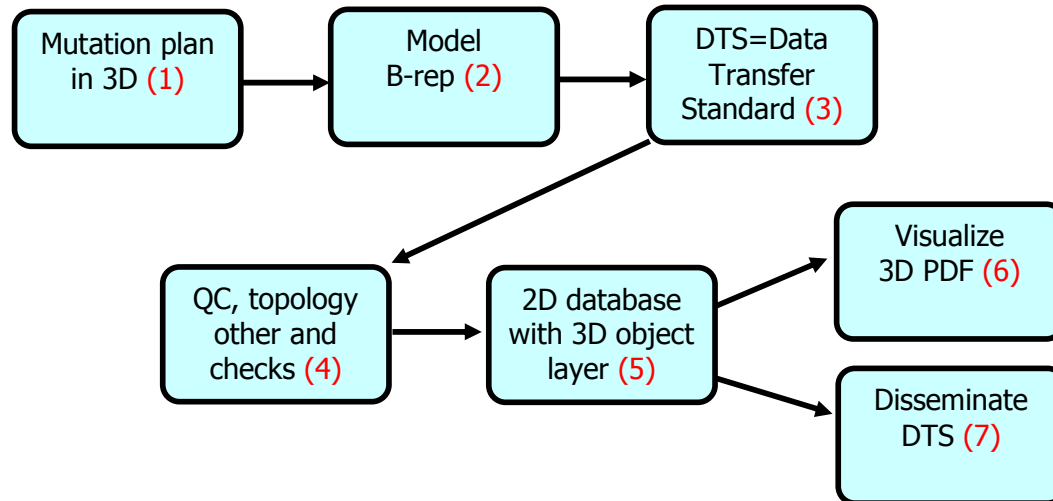 Mutation plan
in 3D (1)
Model
B-rep (2)
DTS=Data
Transfer
Standard (3)
QC, topology
other and
checks (4)
2D database
with 3D object
layer (5)
Visualize
3D PDF (6)
Disseminate
DTS (7)